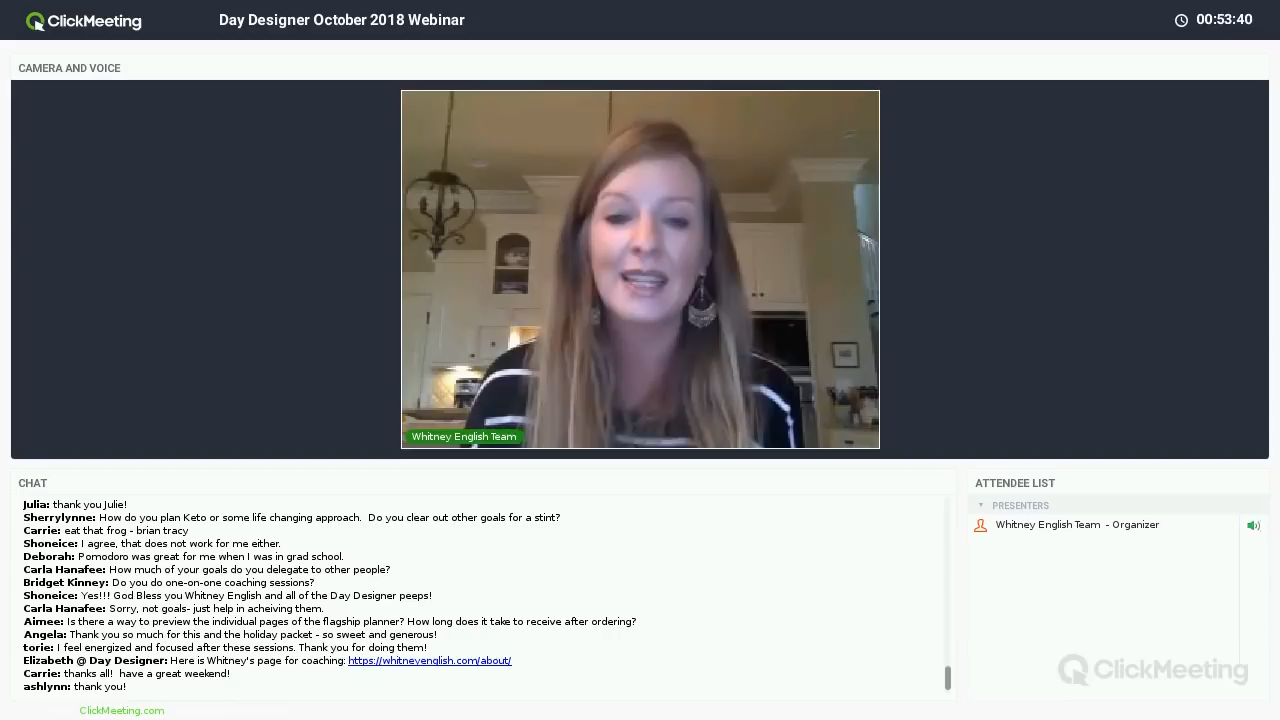 ClickMeeting
Day Designer October 2018 Webinar
00:53:40
CAMERA AND VOICE
Whitney English Team
CHAT
Julia: thank you Julie!
Sherrylynne: How do you plan Keto or some life changing approach. Do you clear out other goals for a stint?
Carrie: eat that frog - brian tracy
Shoneice: I agree, that does not work for me either.
Deborah: Pomodoro was great for me when I was in grad school.
Carla Hanafee: How much of your goals do you delegate to other people?
Bridget Kinney: Do you do one-on-one coaching sessions?
Shoneice: Yes!!! God Bless you Whitney English and all of the Day Designer peeps!
Carla Hanafee: Sorry, not goals- just help in acheiving them.
Aimee: Is there a way to preview the individual pages of the flagship planner? How long does it take to receive after ordering?
Angela: Thank you so much for this and the holiday packet - so sweet and generous!
torie: I feel energized and focused after these sessions. Thank you for doing them!
Elizabeth @ Day Designer: Here is Whitney's page for coaching: https://whitneyenglish.com/about/
Carrie: thanks all! have a great weekend!
ashlynn: thank you!
ATTENDEE LIST
PRESENTERS
Whitney English Team - Organizer
ClickMeeting
ClickMeeting.com